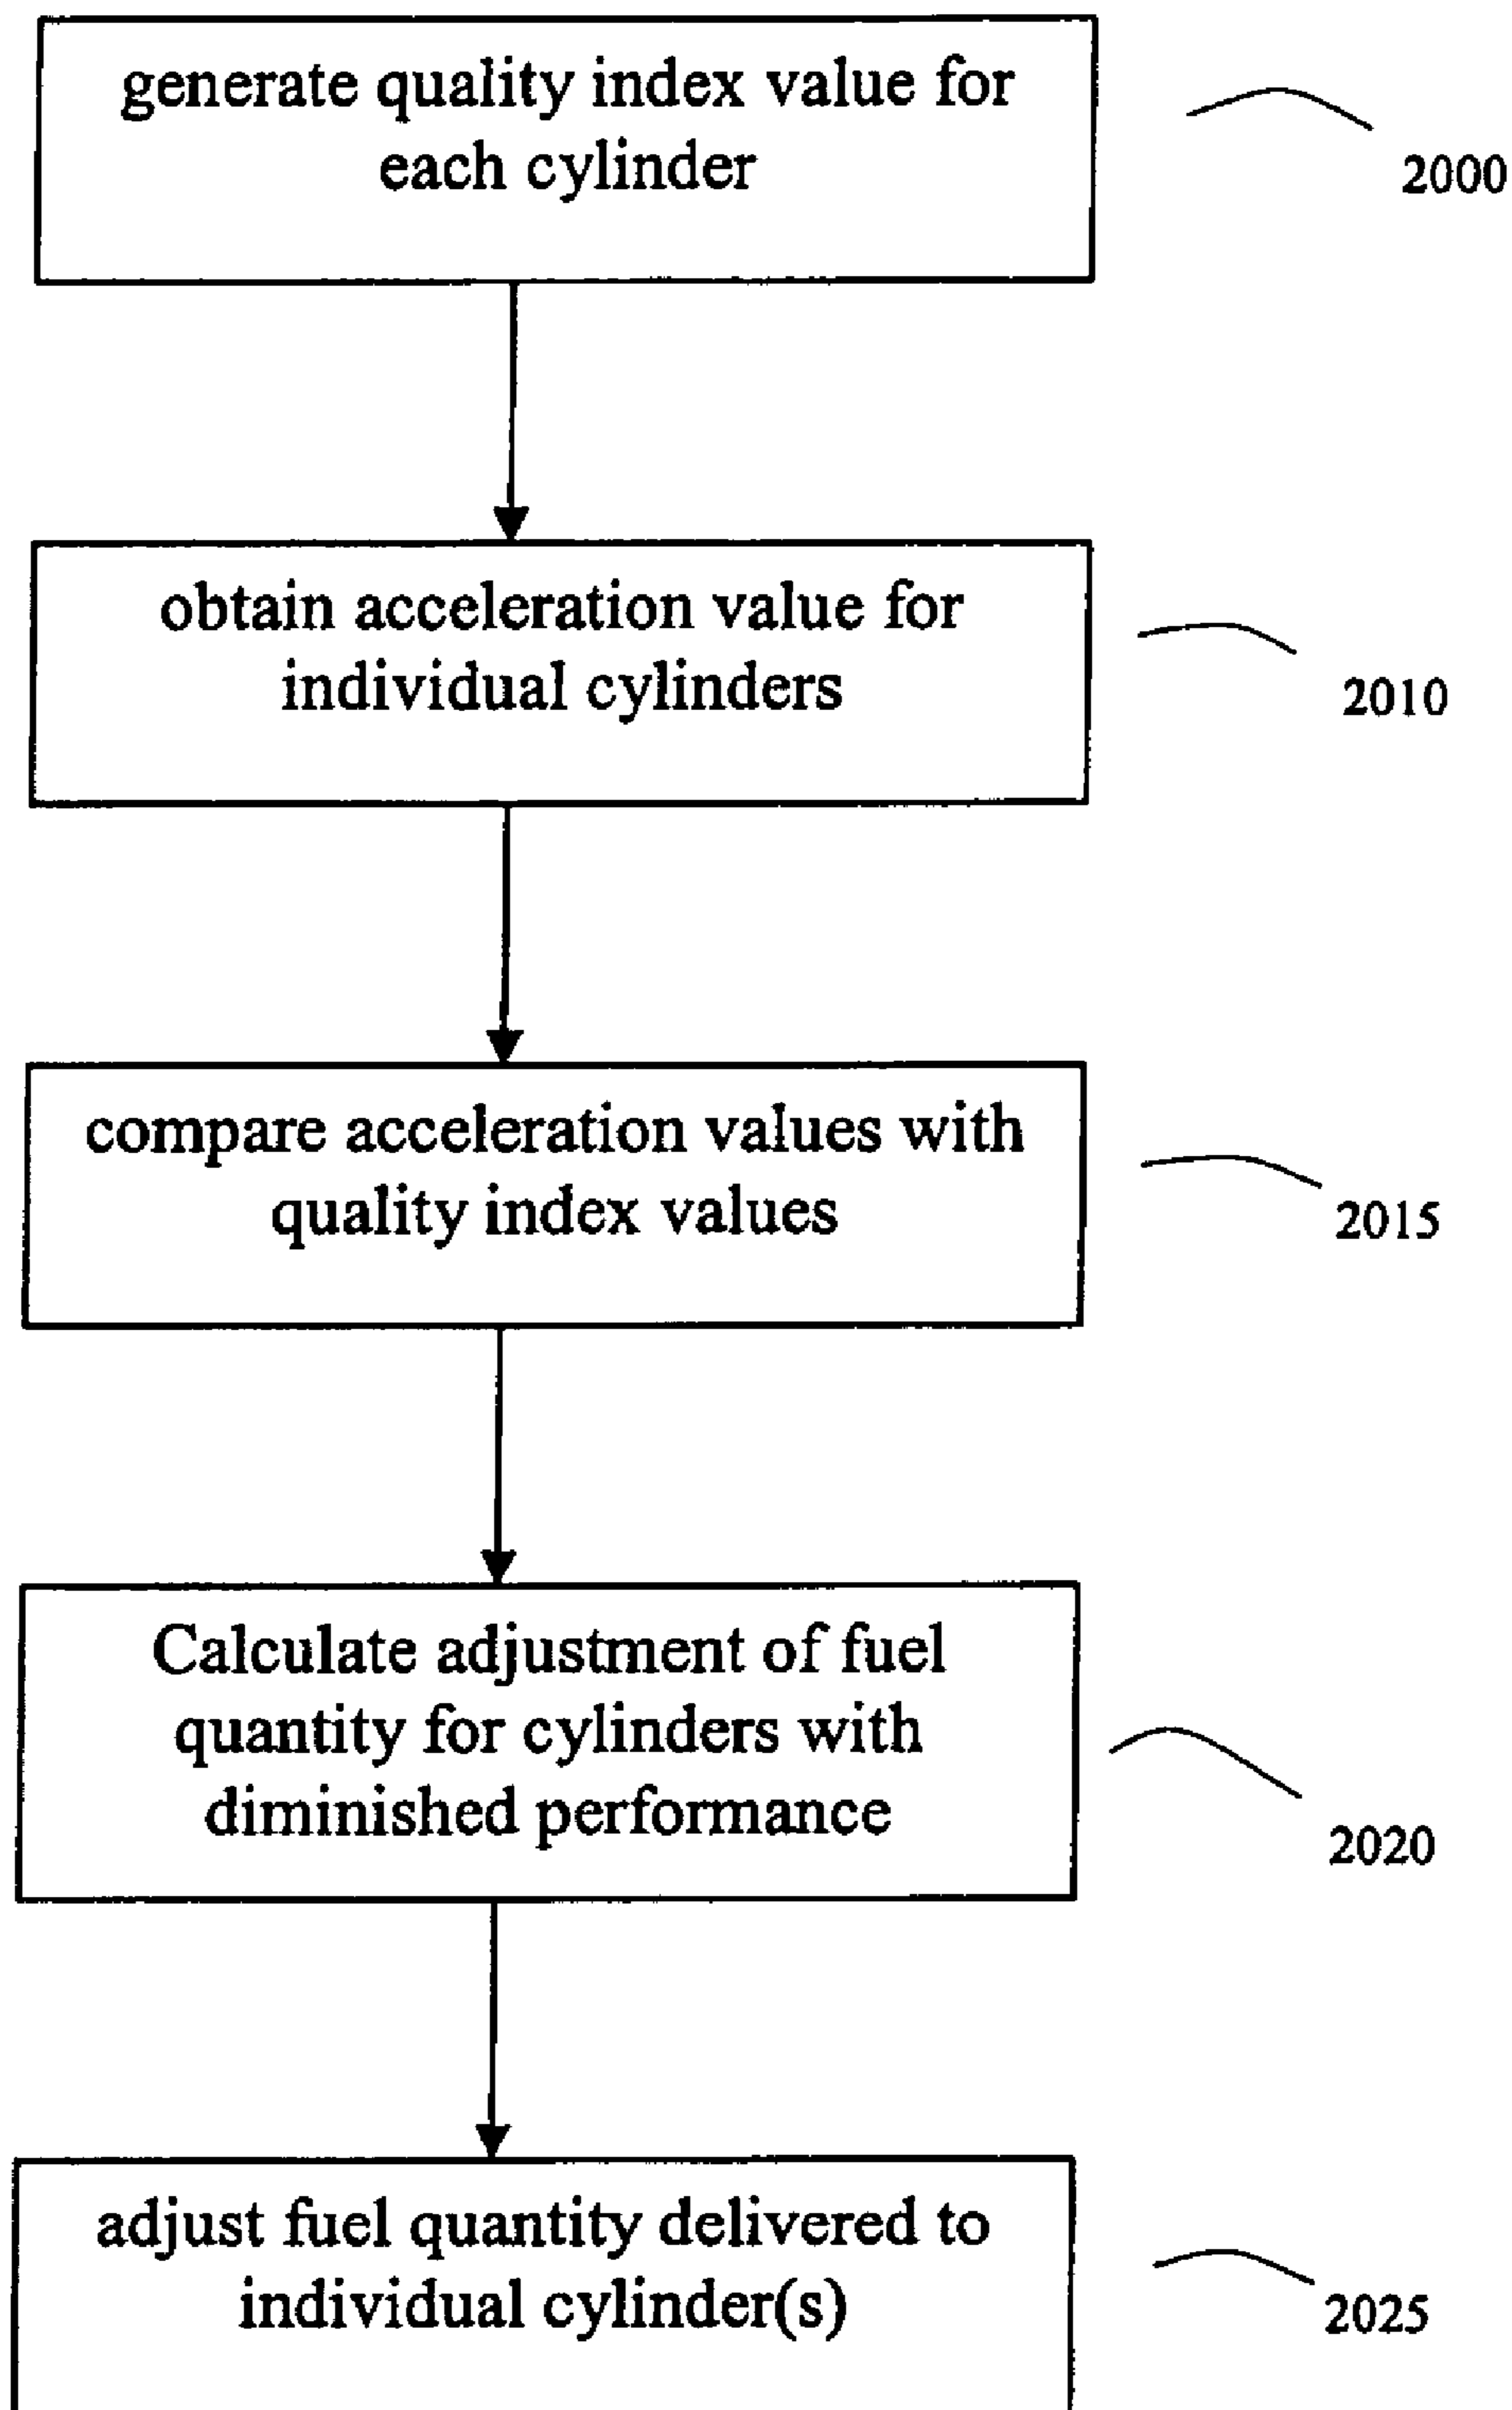 generate quality index value for
each cylinder
2000
obtain acceleration value for
individual cylinders
2010
compare acceleration values with
quality index values
2015
Calculate adjustment of fuel
quantity for cylinders with
diminished performance
2020
adjust fuel quantity delivered to
individual cylinder(s)
2025